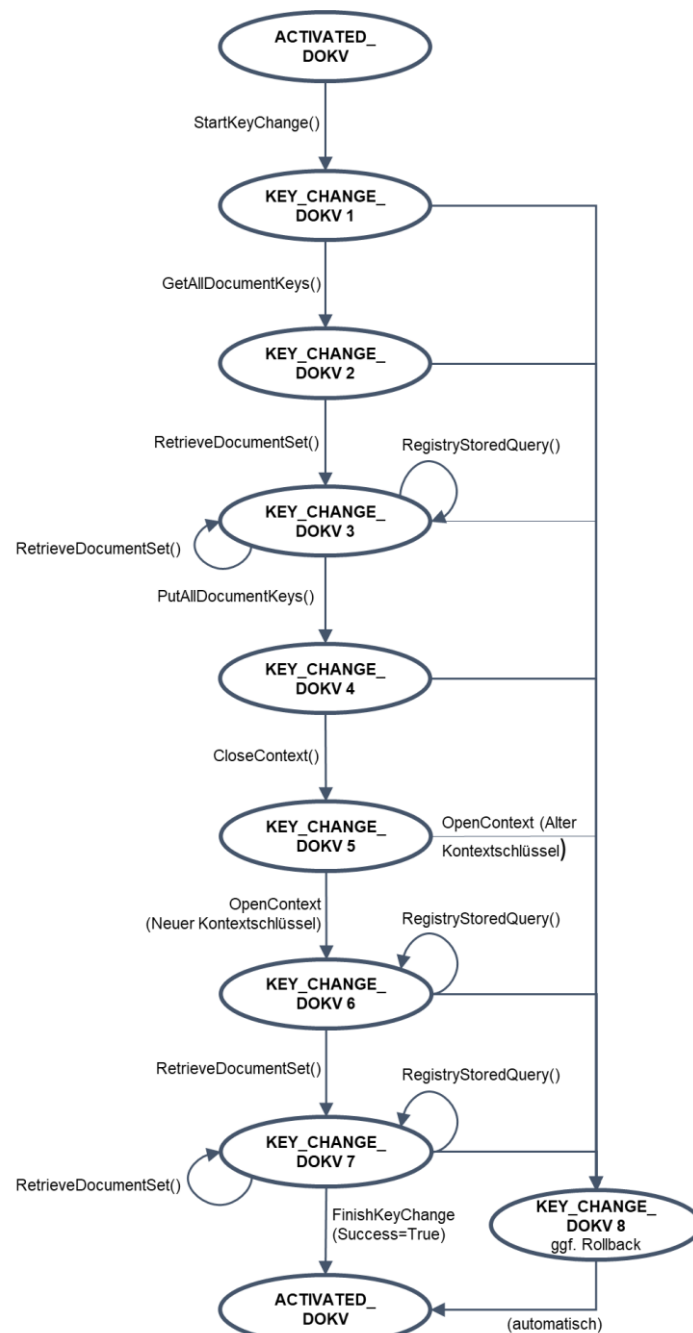 ACTIVATED_
DOKV
StartKeyChange()
KEY_CHANGE_
DOKV 1
GetAllDocumentKeys()
KEY_CHANGE_
DOKV 2
RetrieveDocumentSet()
RegistryStoredQuery()
KEY_CHANGE_
DOKV 3
RetrieveDocumentSet()
PutAllDocumentKeys()
KEY_CHANGE_
DOKV 4
CloseContext()
KEY_CHANGE_
DOKV 5
OpenContext (Alter
Kontextschlüssel)
OpenContext
(Neuer Kontextschlüssel)
RegistryStoredQuery()
KEY_CHANGE_
DOKV 6
RetrieveDocumentSet()
RegistryStoredQuery()
KEY_CHANGE_
DOKV 7
RetrieveDocumentSet()
FinishKeyChange
(Success=True)
KEY_CHANGE_
DOKV 8
ggf. Rollback
ACTIVATED_
DOKV
(automatisch)